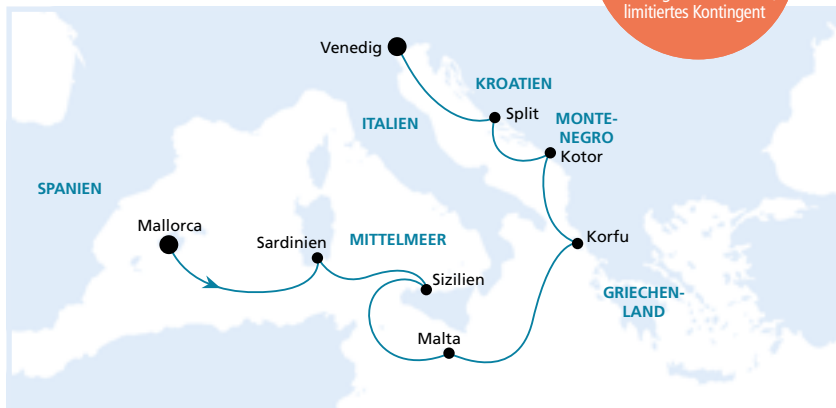 limitiertes Kontingent
Venedig
KROATIEN
Split
MONTE-
NEGRO
ITALIEN
Kotor
SPANIEN
Mallorca
Sardinien
MITTELMEER
Korfu
Sizilien
GRIECHEN-
LAND
Malta